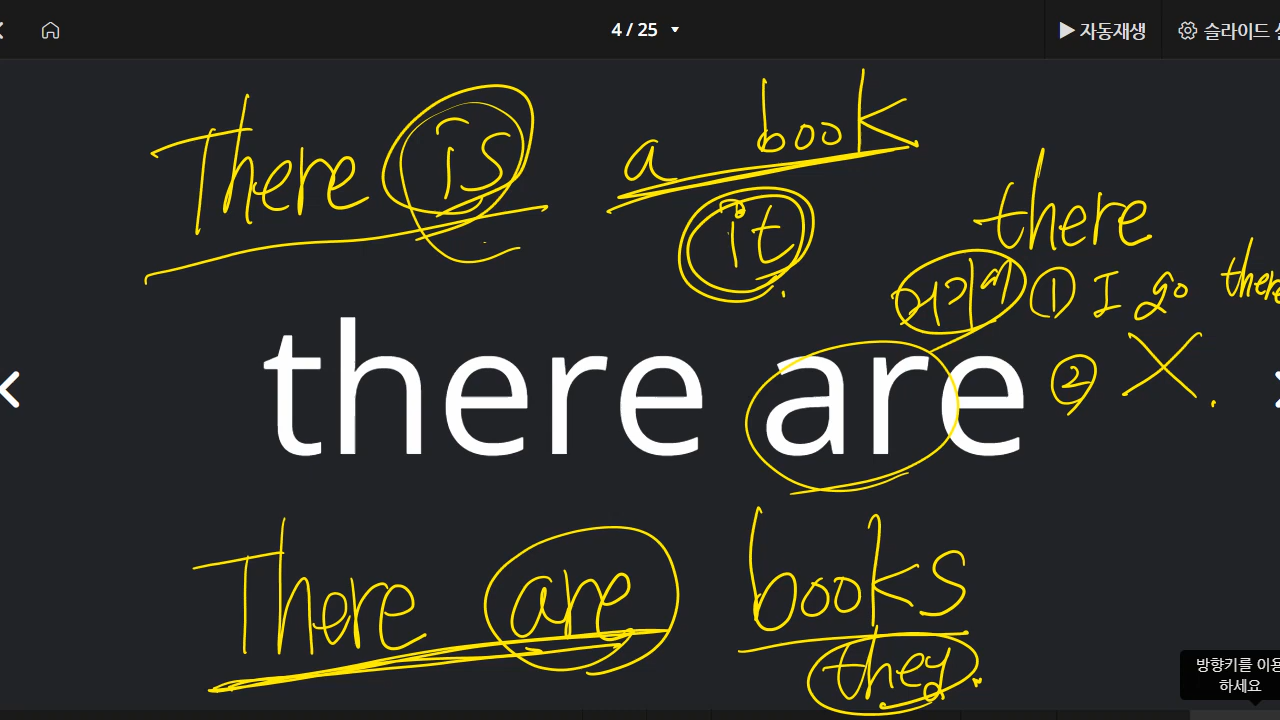 4 / 25
자동재생
슬라이드
There is a book
it
there
거기에 ① I go there
there are
② X
There are books
they
방향키를 이용
하세요